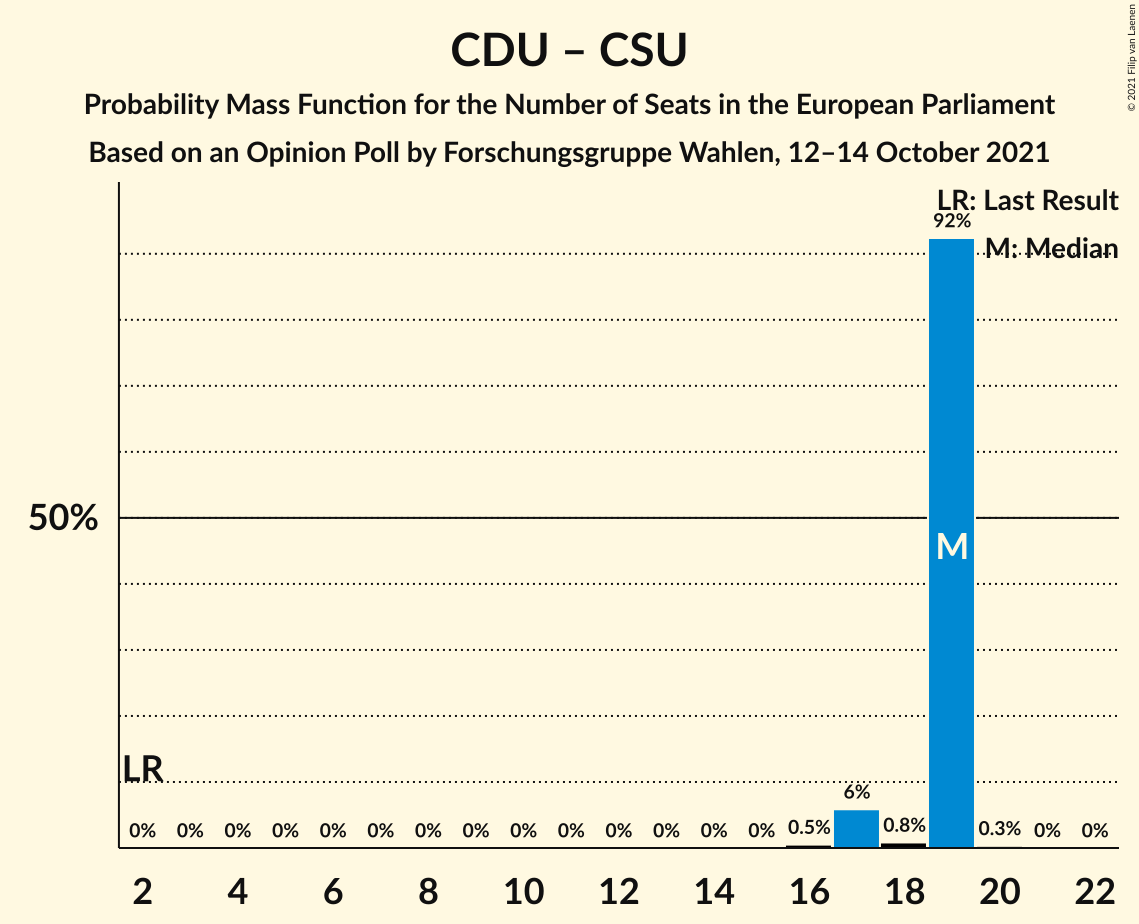 CDU – CSU
Probability Mass Function for the Number of Seats in the European Parliament
Based on an Opinion Poll by Forschungsgruppe Wahlen, 12–14 October 2021
© 2021 Filip van Laenen
LR: Last Result
92%
M: Median
50%
M
LR
6%
0% 0% 0% 0% 0% 0% 0% 0% 0% 0% 0% 0% 0% 0% 0.5% 0.8% 0.3% 0% 0%
2 4 6 8 10 12 14 16 18 20 22